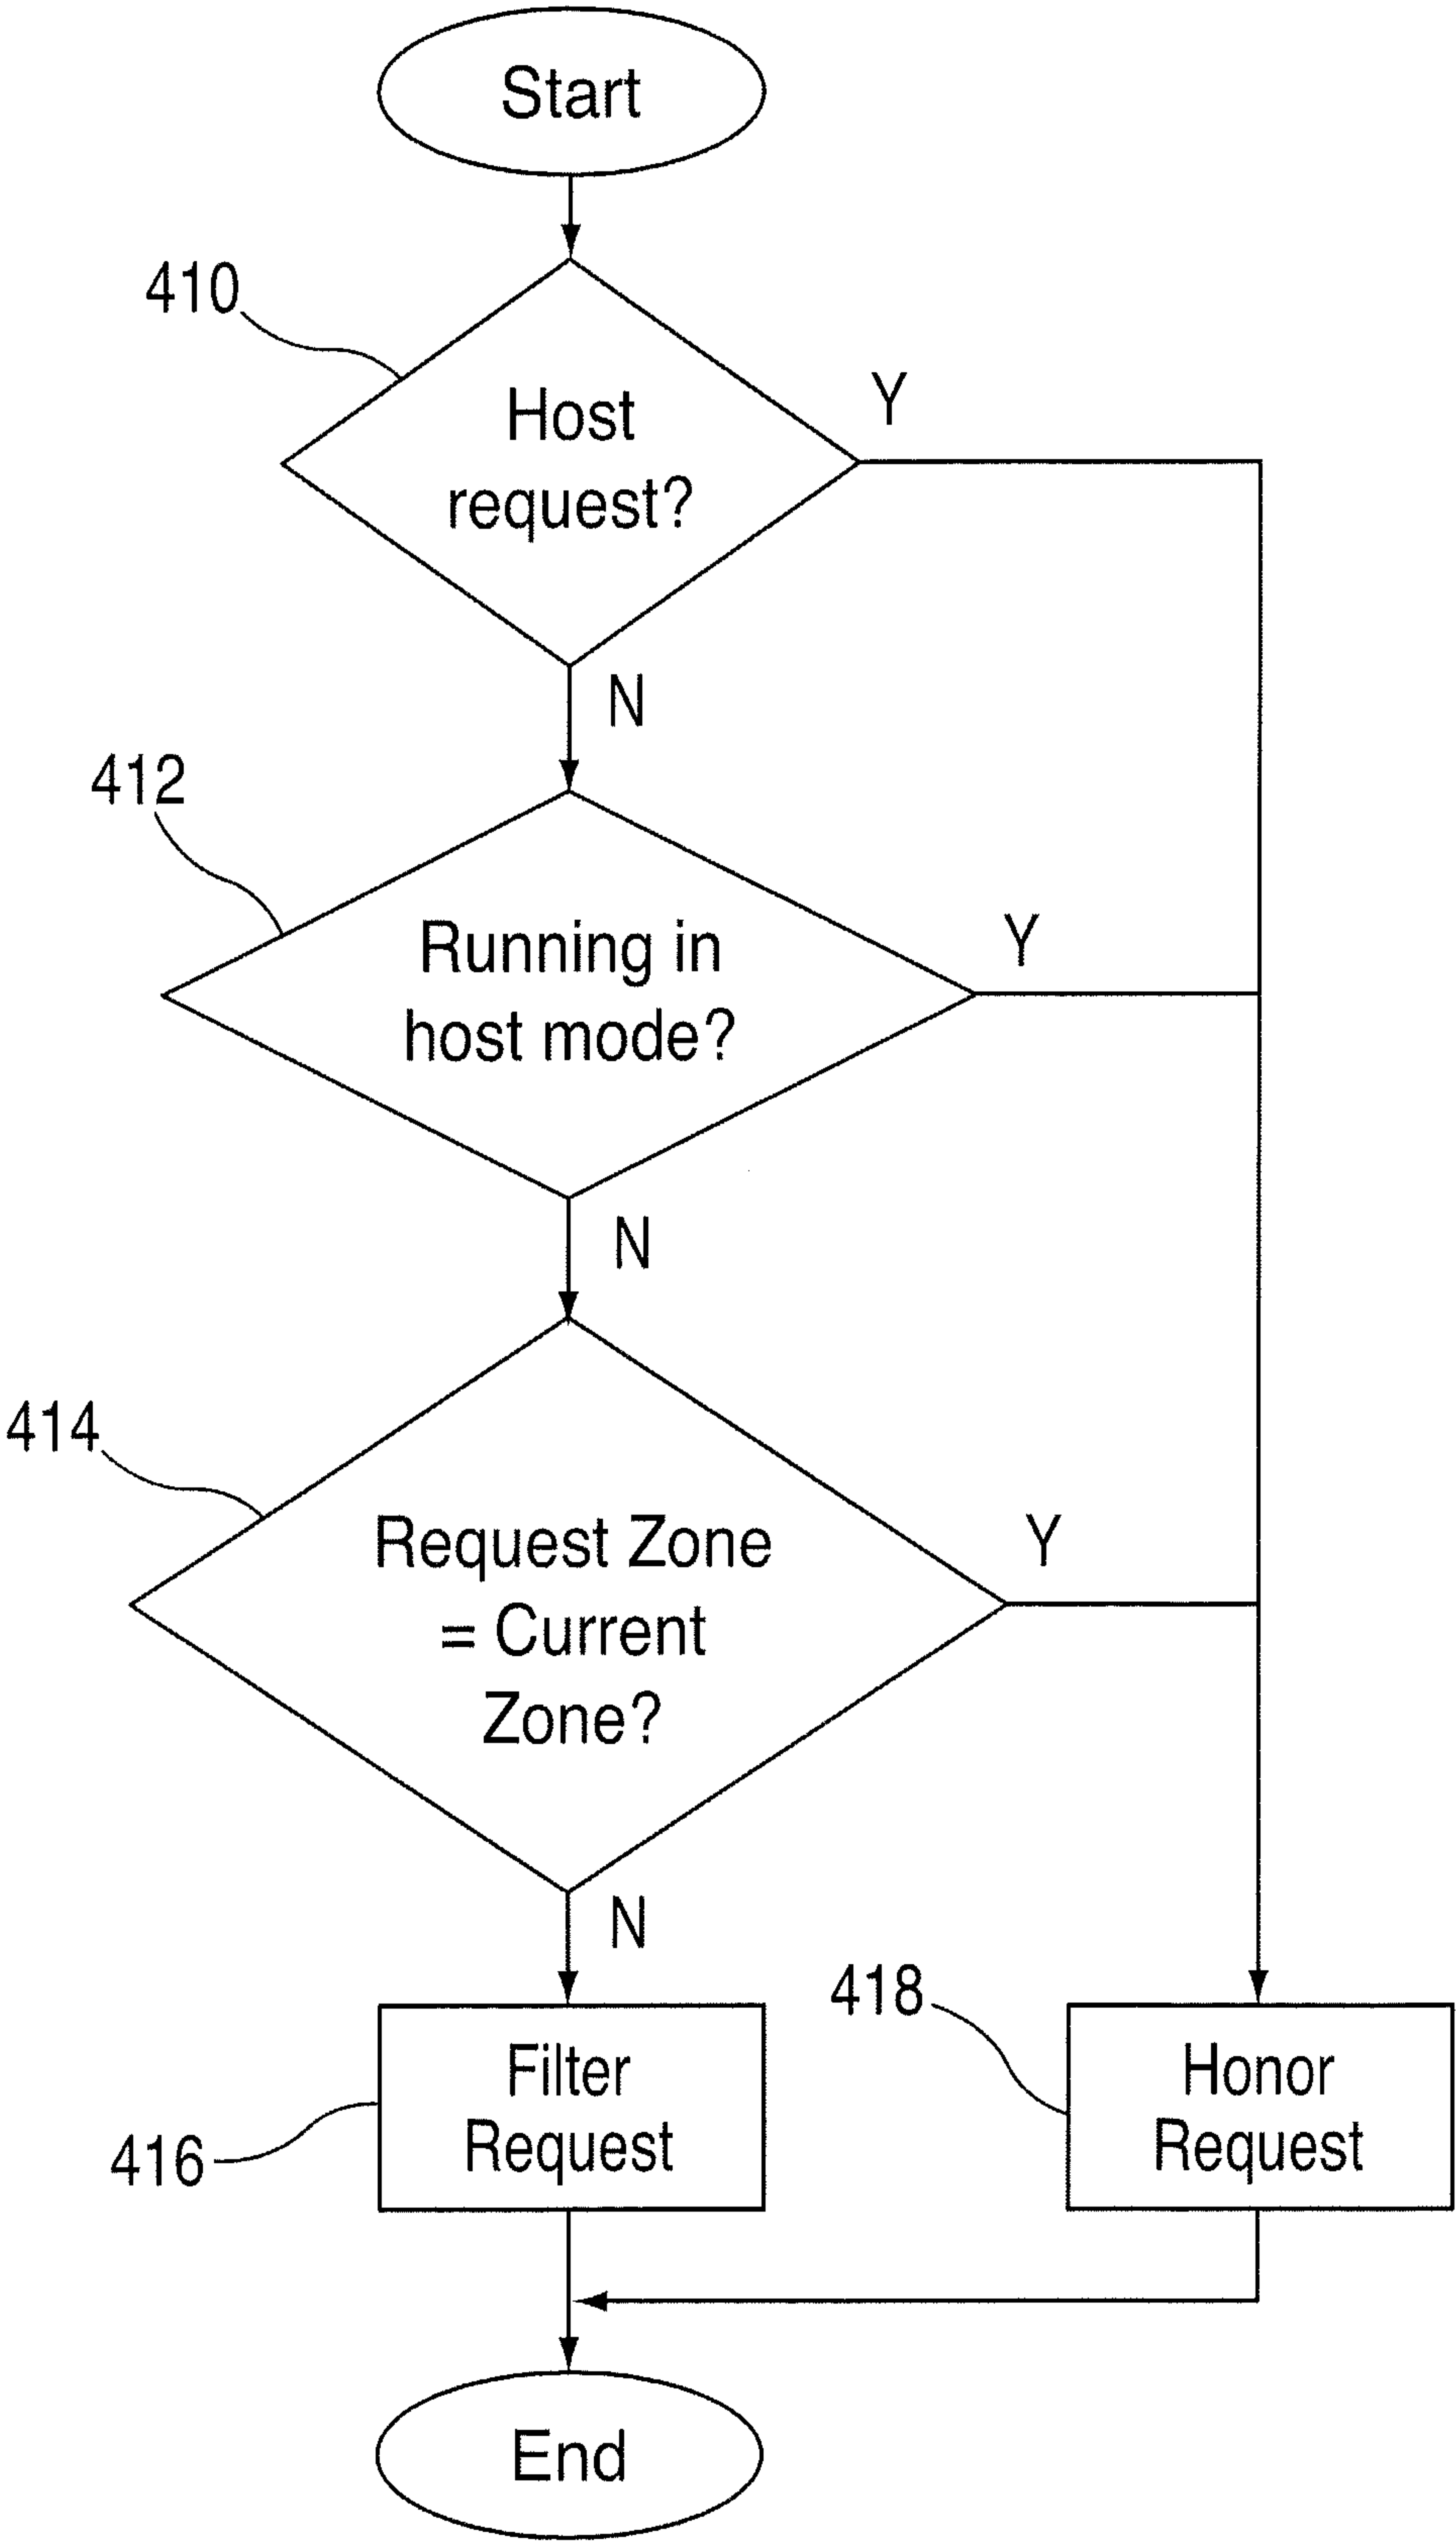 Start
410
Host
request?
Y
N
412
Running in
host mode?
Y
N
414
Request Zone
= Current
Zone?
Y
N
416
Filter
Request
418
Honor
Request
End